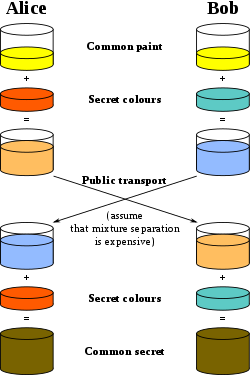 Alice Bob
Common paint
+ +
Secret colours
= =
Public transport
(assume
that mixture separation
is expensive)
+ +
Secret colours
= =
Common secret